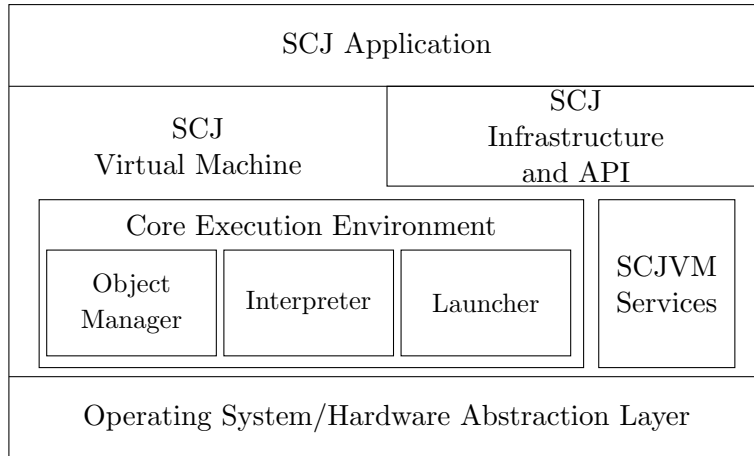 SCJ Application
SCJ
Virtual Machine
SCJ
Infrastructure
and API
Core Execution Environment
Object
Manager
Interpreter
Launcher
SCJVM
Services
Operating System/Hardware Abstraction Layer